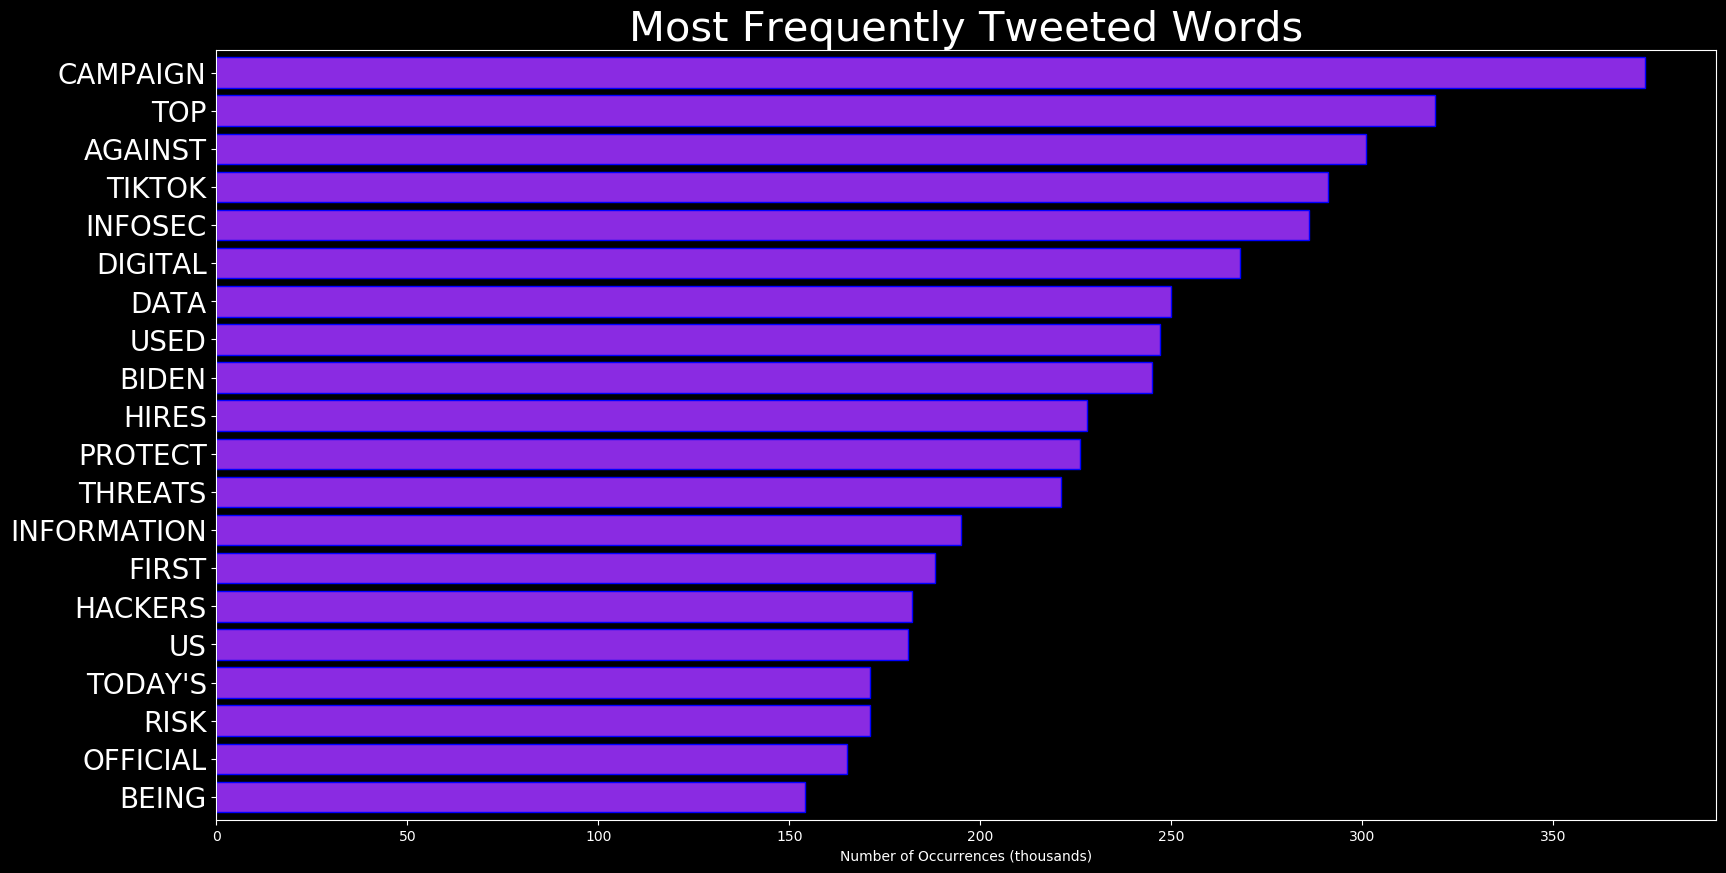 Most Frequently Tweeted Words
CAMPAIGN
TOP
AGAINST
TIKTOK
INFOSEC
DIGITAL
DATA
USED
BIDEN
HIRES
PROTECT
THREATS
INFORMATION
FIRST
HACKERS
US
TODAY'S
RISK
OFFICIAL
BEING
0 50 100 150 200 250 300 350
Number of Occurrences (thousands)